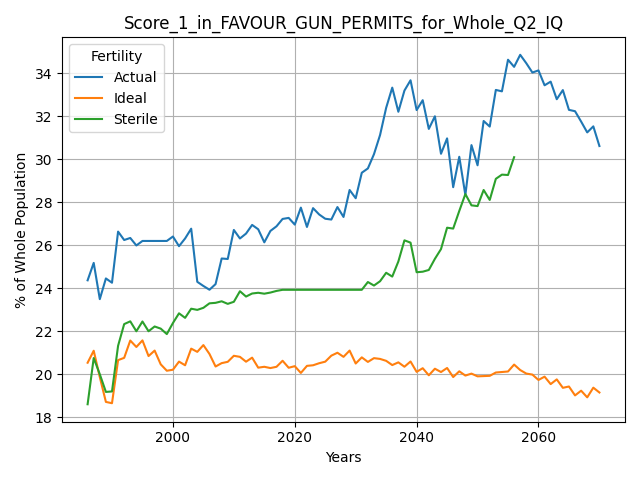 Score_1_in_FAVOUR_GUN_PERMITS_for_Whole_Q2_IQ
Fertility
Actual
Ideal
Sterile
% of Whole Population
34
32
30
28
26
24
22
20
18
2000
2020
2040
2060
Years